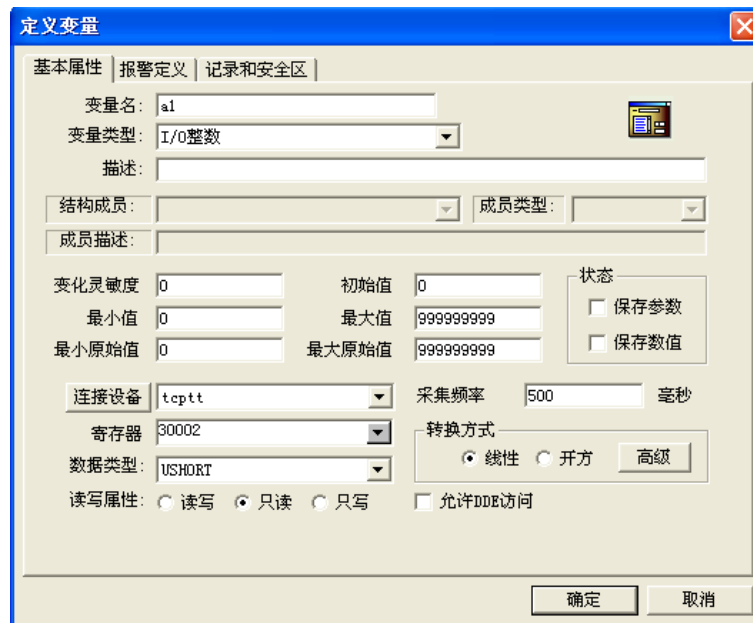 定义变量
基本属性 报警定义 记录和安全区
变量名: a1
变量类型: I/O整数
描述:
结构成员: 成员类型:
成员描述:
变化灵敏度 0 初始值 0 状态
最小值 0 最大值 999999999 保存参数
最小原始值 0 最大原始值 999999999 保存数值
连接设备 tcptt 采集频率 500 毫秒
寄存器 30002 转换方式
数据类型: USHORT 线性 开方 高级
读写属性: 读写 只读 只写 允许DDE访问
确定 取消